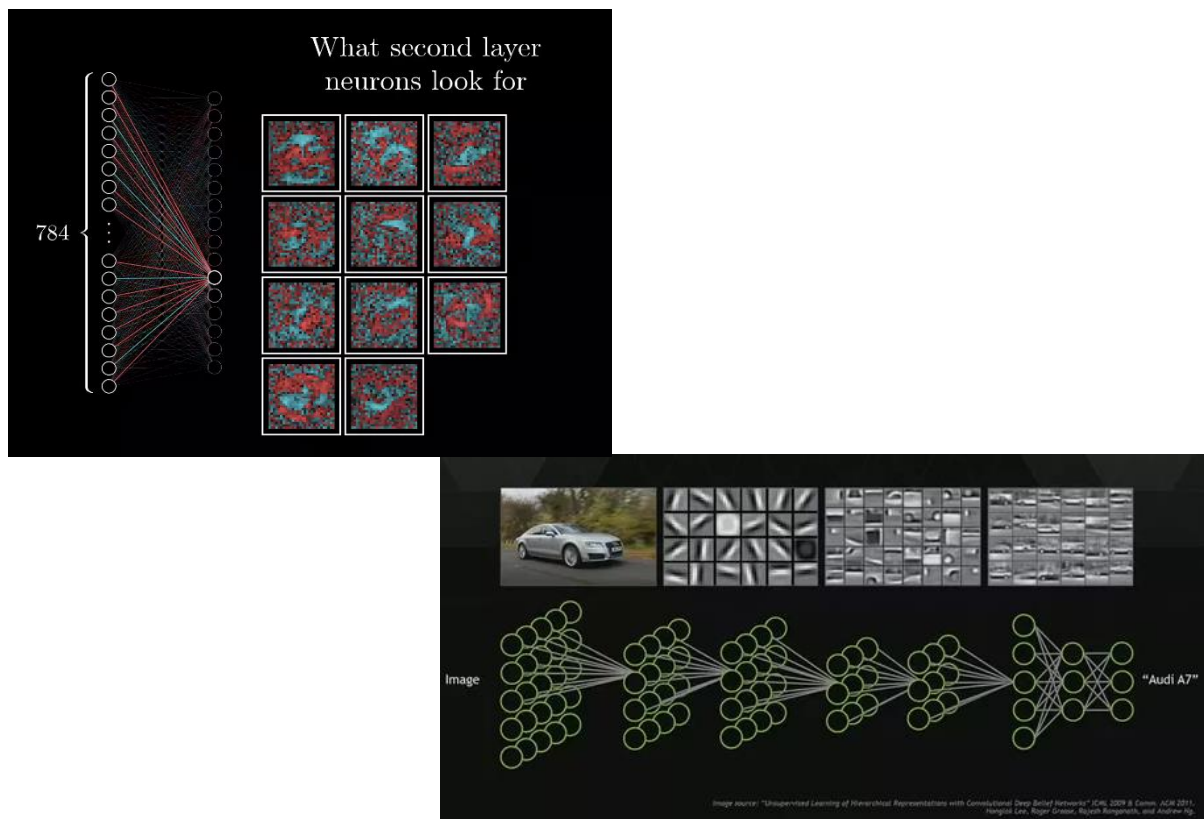 What second layer
neurons look for
784
Image
"Audi A7"
Image source: "Unsupervised Learning of Hierarchical Representations with Convolutional Deep Belief Networks" ICML 2009 & Comm. ACM 2011.
Honglak Lee, Roger Grosse, Rajesh Ranganath, and Andrew Ng.